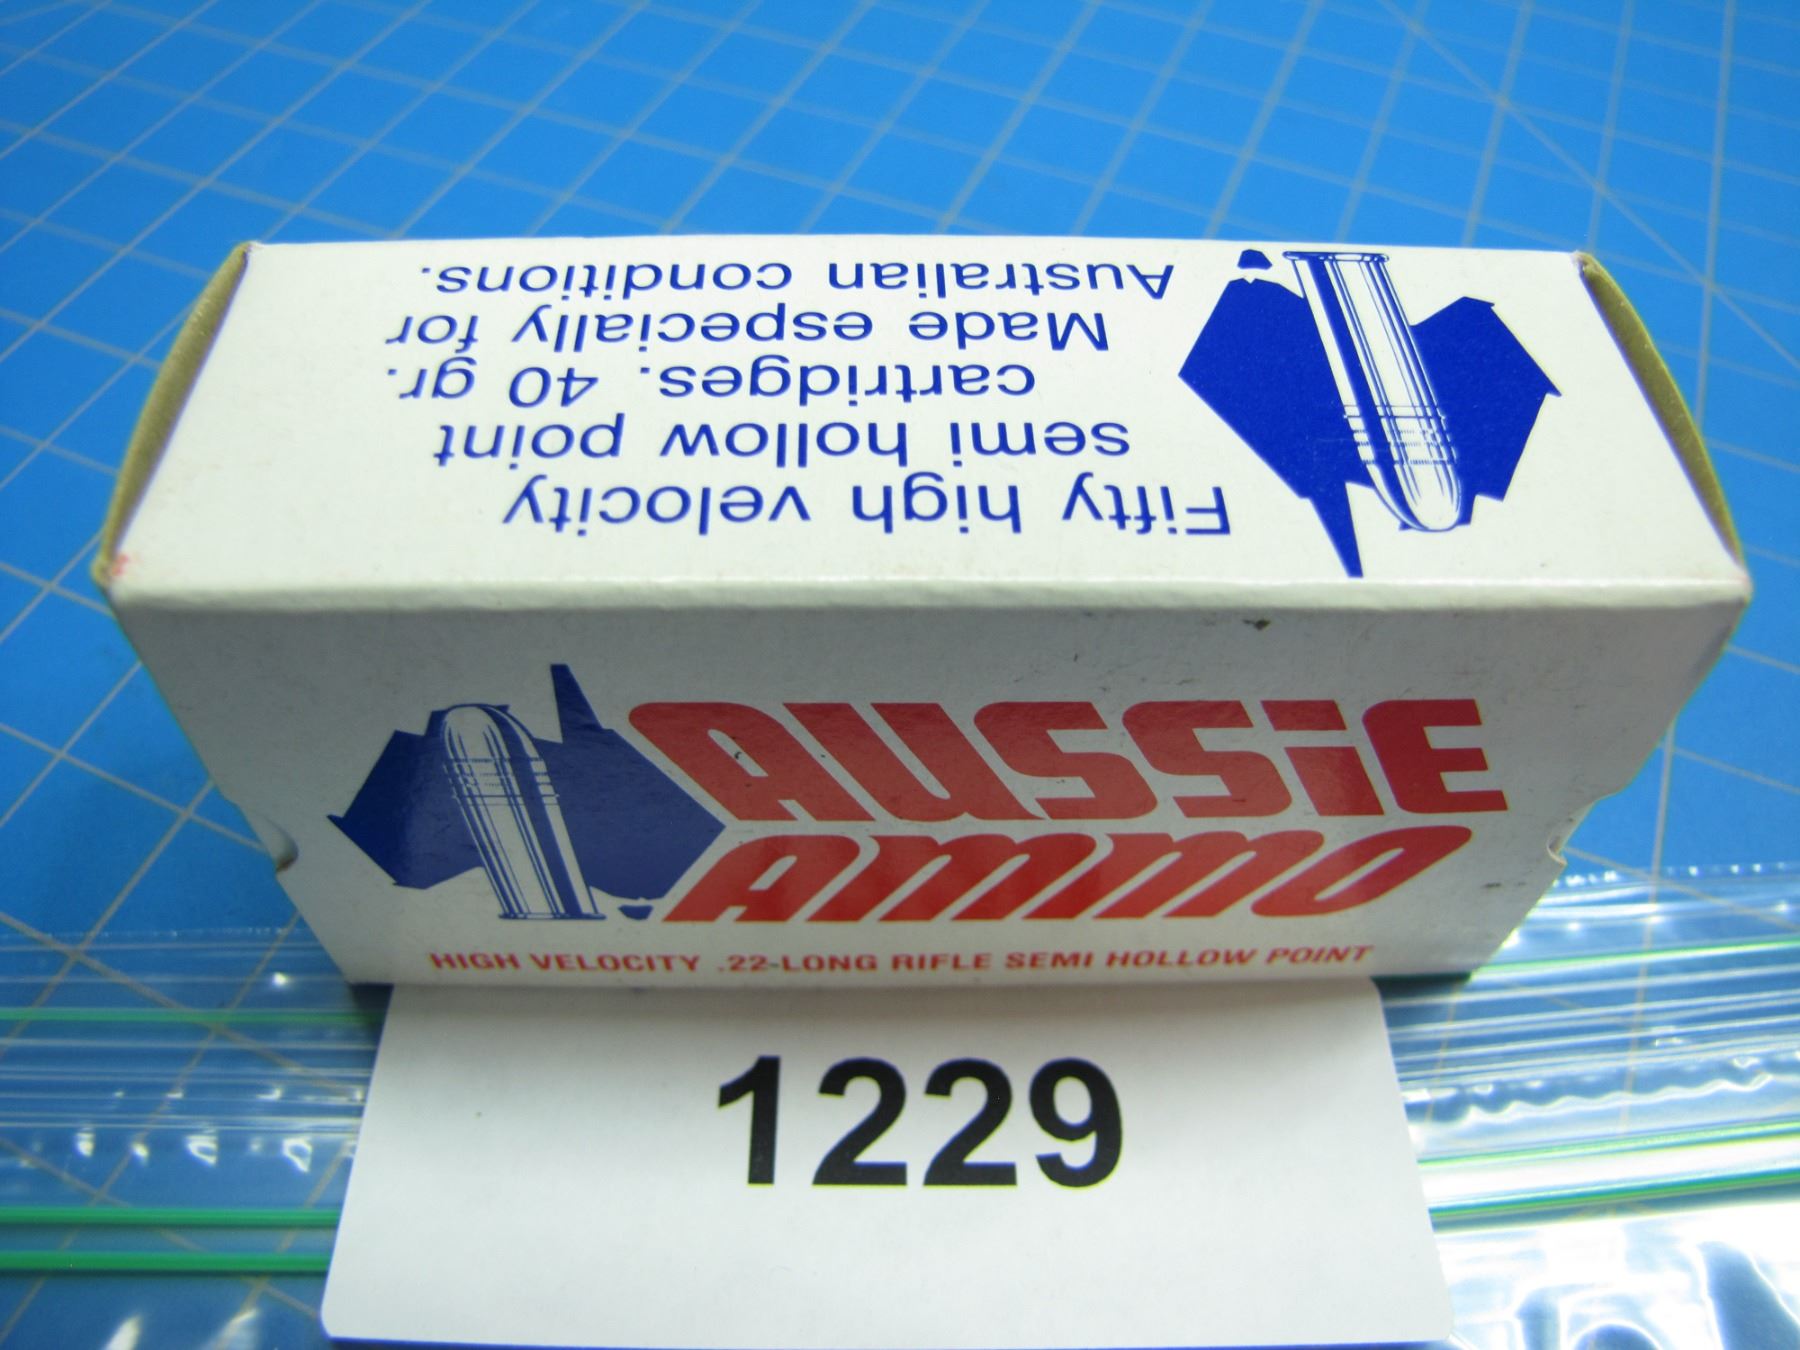 Fifty high velocity
semi hollow point
cartridges. 40 gr.
Made especially for
Australian conditions.
AUSSiE
AMMO
HIGH VELOCITY .22-LONG RIFLE SEMI HOLLOW POINT
1229